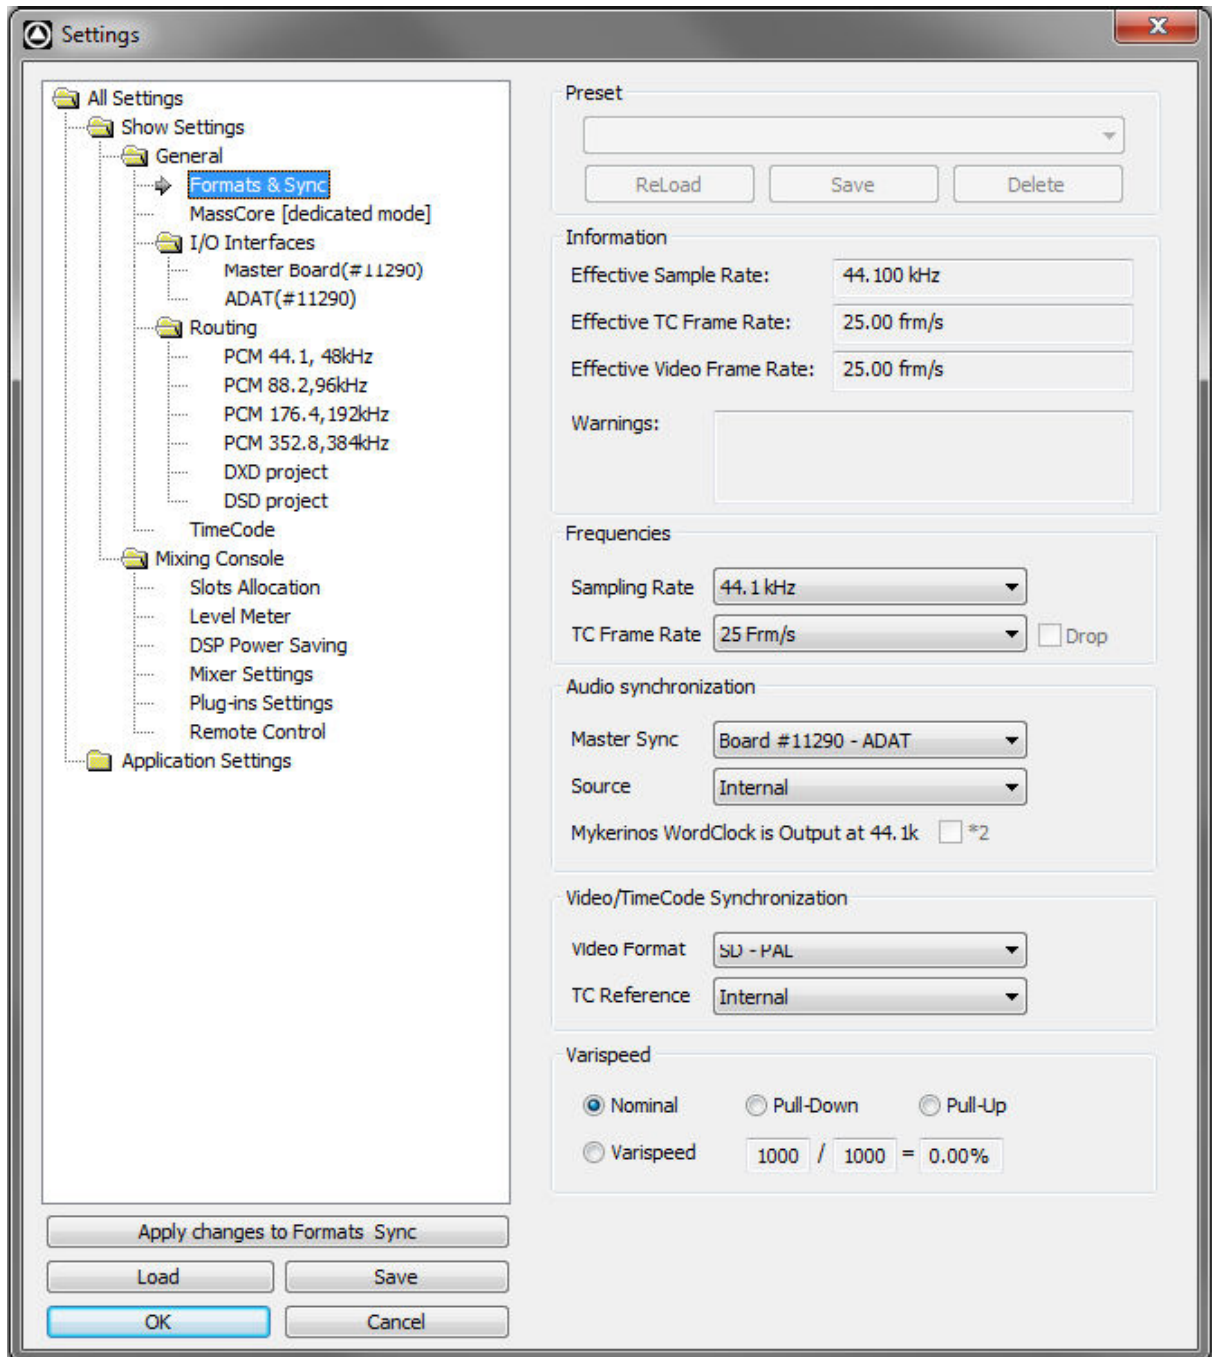 Settings
All Settings
Show Settings
General
Formats & Sync
MassCore [dedicated mode]
I/O Interfaces
Master Board(#11290)
ADAT(#11290)
Routing
PCM 44.1, 48kHz
PCM 88.2,96kHz
PCM 176.4,192kHz
PCM 352.8,384kHz
DXD project
DSD project
TimeCode
Mixing Console
Slots Allocation
Level Meter
DSP Power Saving
Mixer Settings
Plug-ins Settings
Remote Control
Application Settings
Apply changes to Formats Sync
Load Save
OK Cancel
Preset
ReLoad Save Delete
Information
Effective Sample Rate: 44.100 kHz
Effective TC Frame Rate: 25.00 frm/s
Effective Video Frame Rate: 25.00 frm/s
Warnings:
Frequencies
Sampling Rate 44.1 kHz
TC Frame Rate 25 Frm/s Drop
Audio synchronization
Master Sync Board #11290 - ADAT
Source Internal
Mykerinos WordClock is Output at 44.1k *2
Video/TimeCode Synchronization
Video Format SD - PAL
TC Reference Internal
Varispeed
Nominal Pull-Down Pull-Up
Varispeed 1000 / 1000 = 0.00%